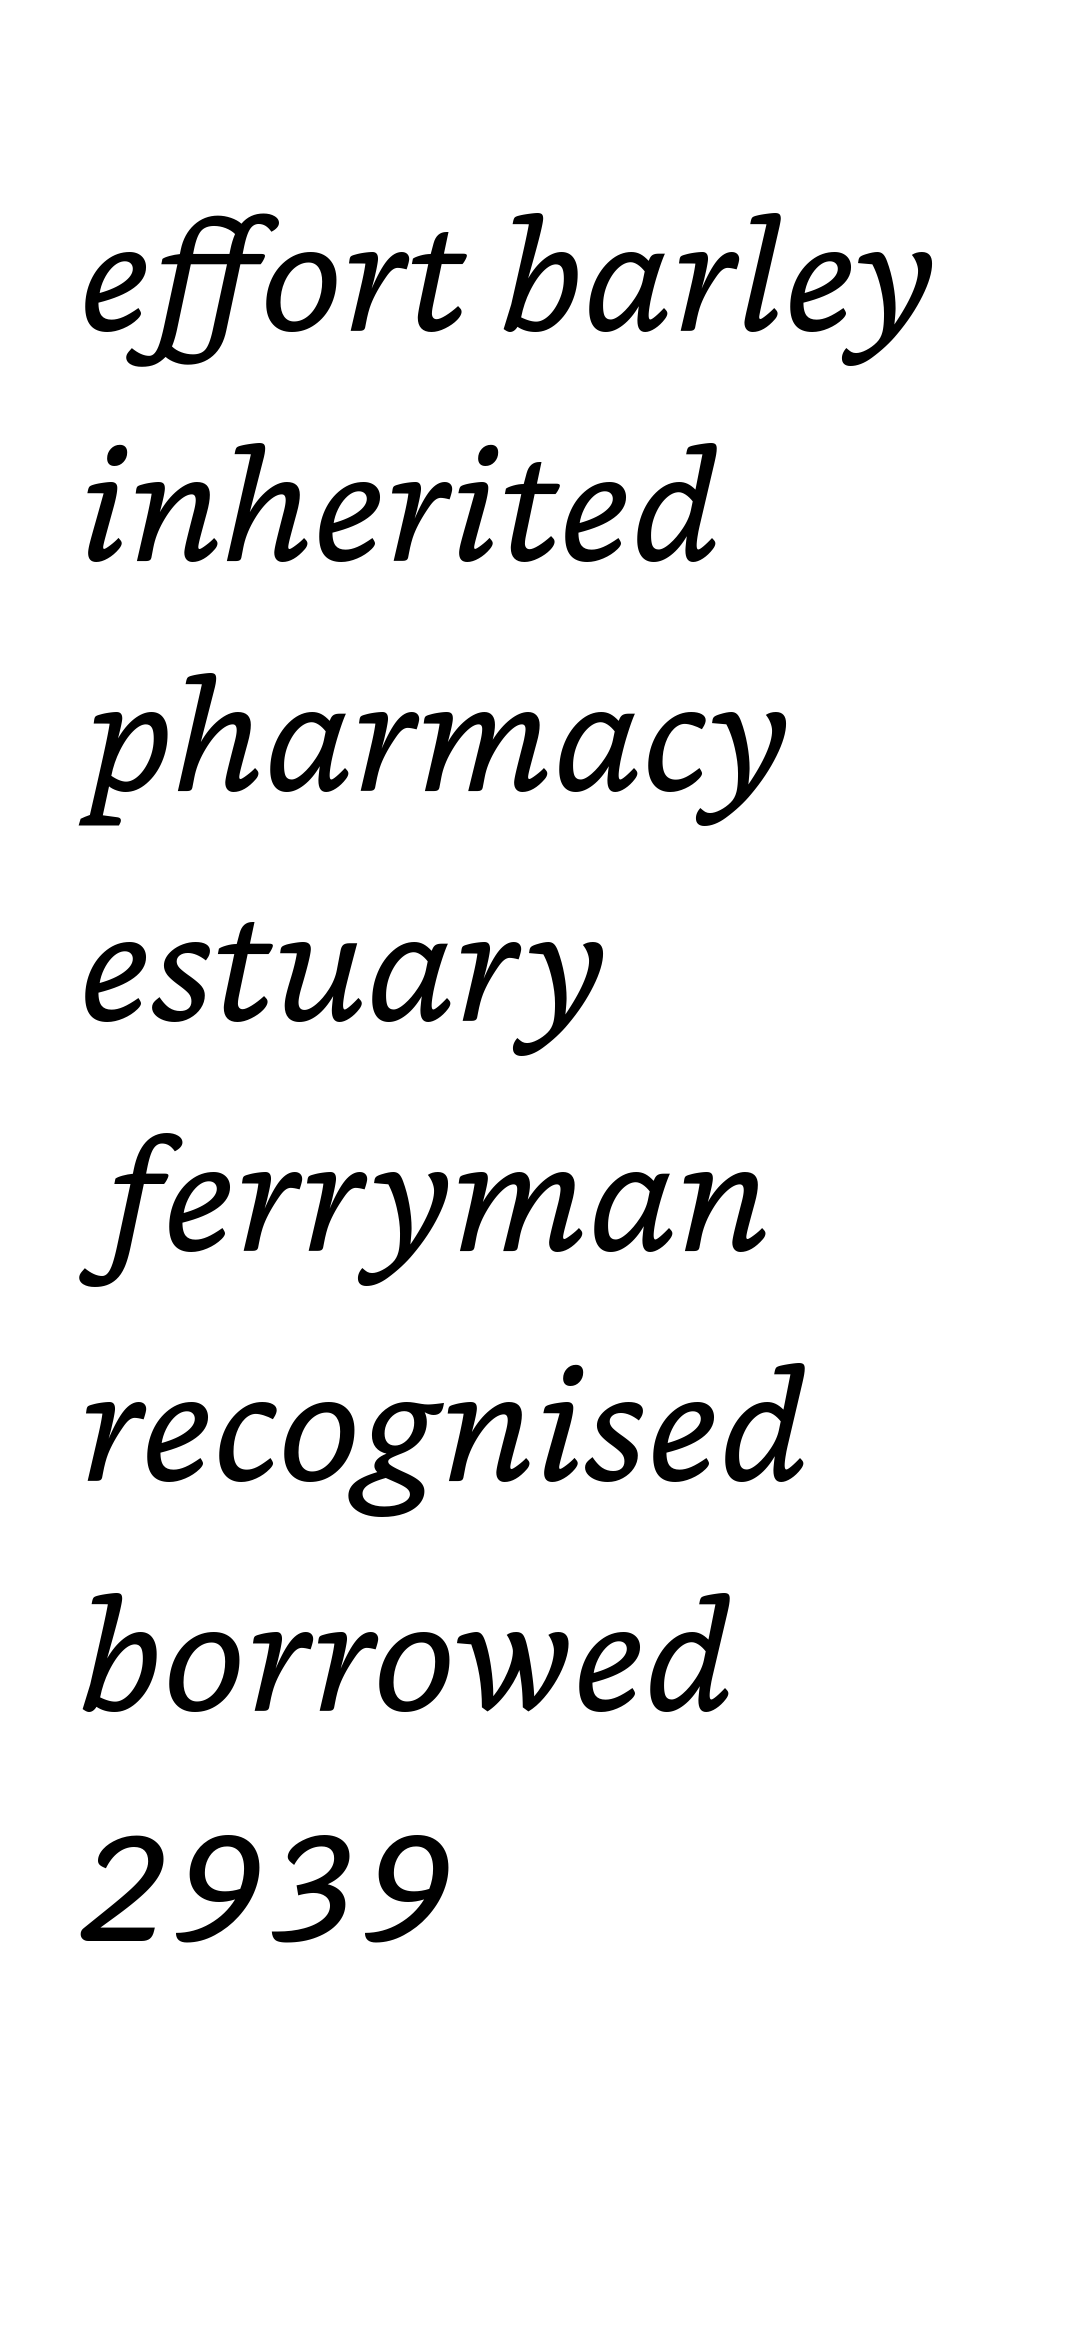 effort barley
inherited
pharmacy
estuary
ferryman
recognised
borrowed
2939